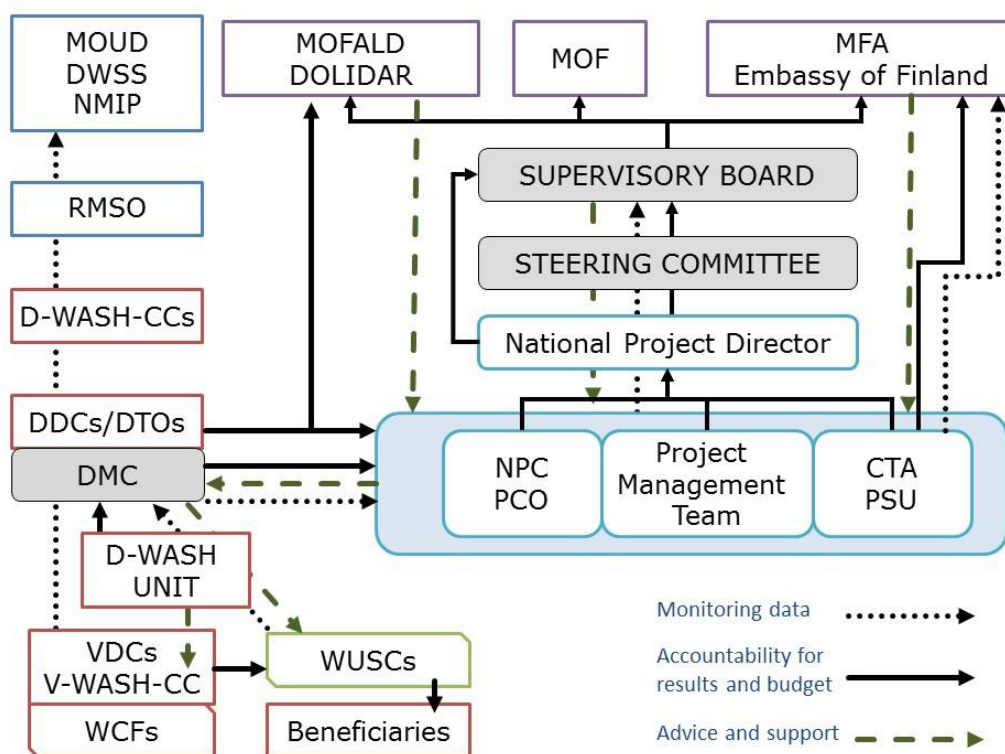 MOUD
DWSS
NMIP
MOFALD
DOLIDAR
MOF
MFA
Embassy of Finland
RMSO
SUPERVISORY BOARD
STEERING COMMITTEE
D-WASH-CCs
National Project Director
DDCs/DTOs
DMC
NPC
PCO
Project
Management
Team
CTA
PSU
D-WASH
UNIT
VDCs
V-WASH-CC
WUSCs
WCFs
Beneficiaries
Monitoring data
Accountability for
results and budget
Advice and support